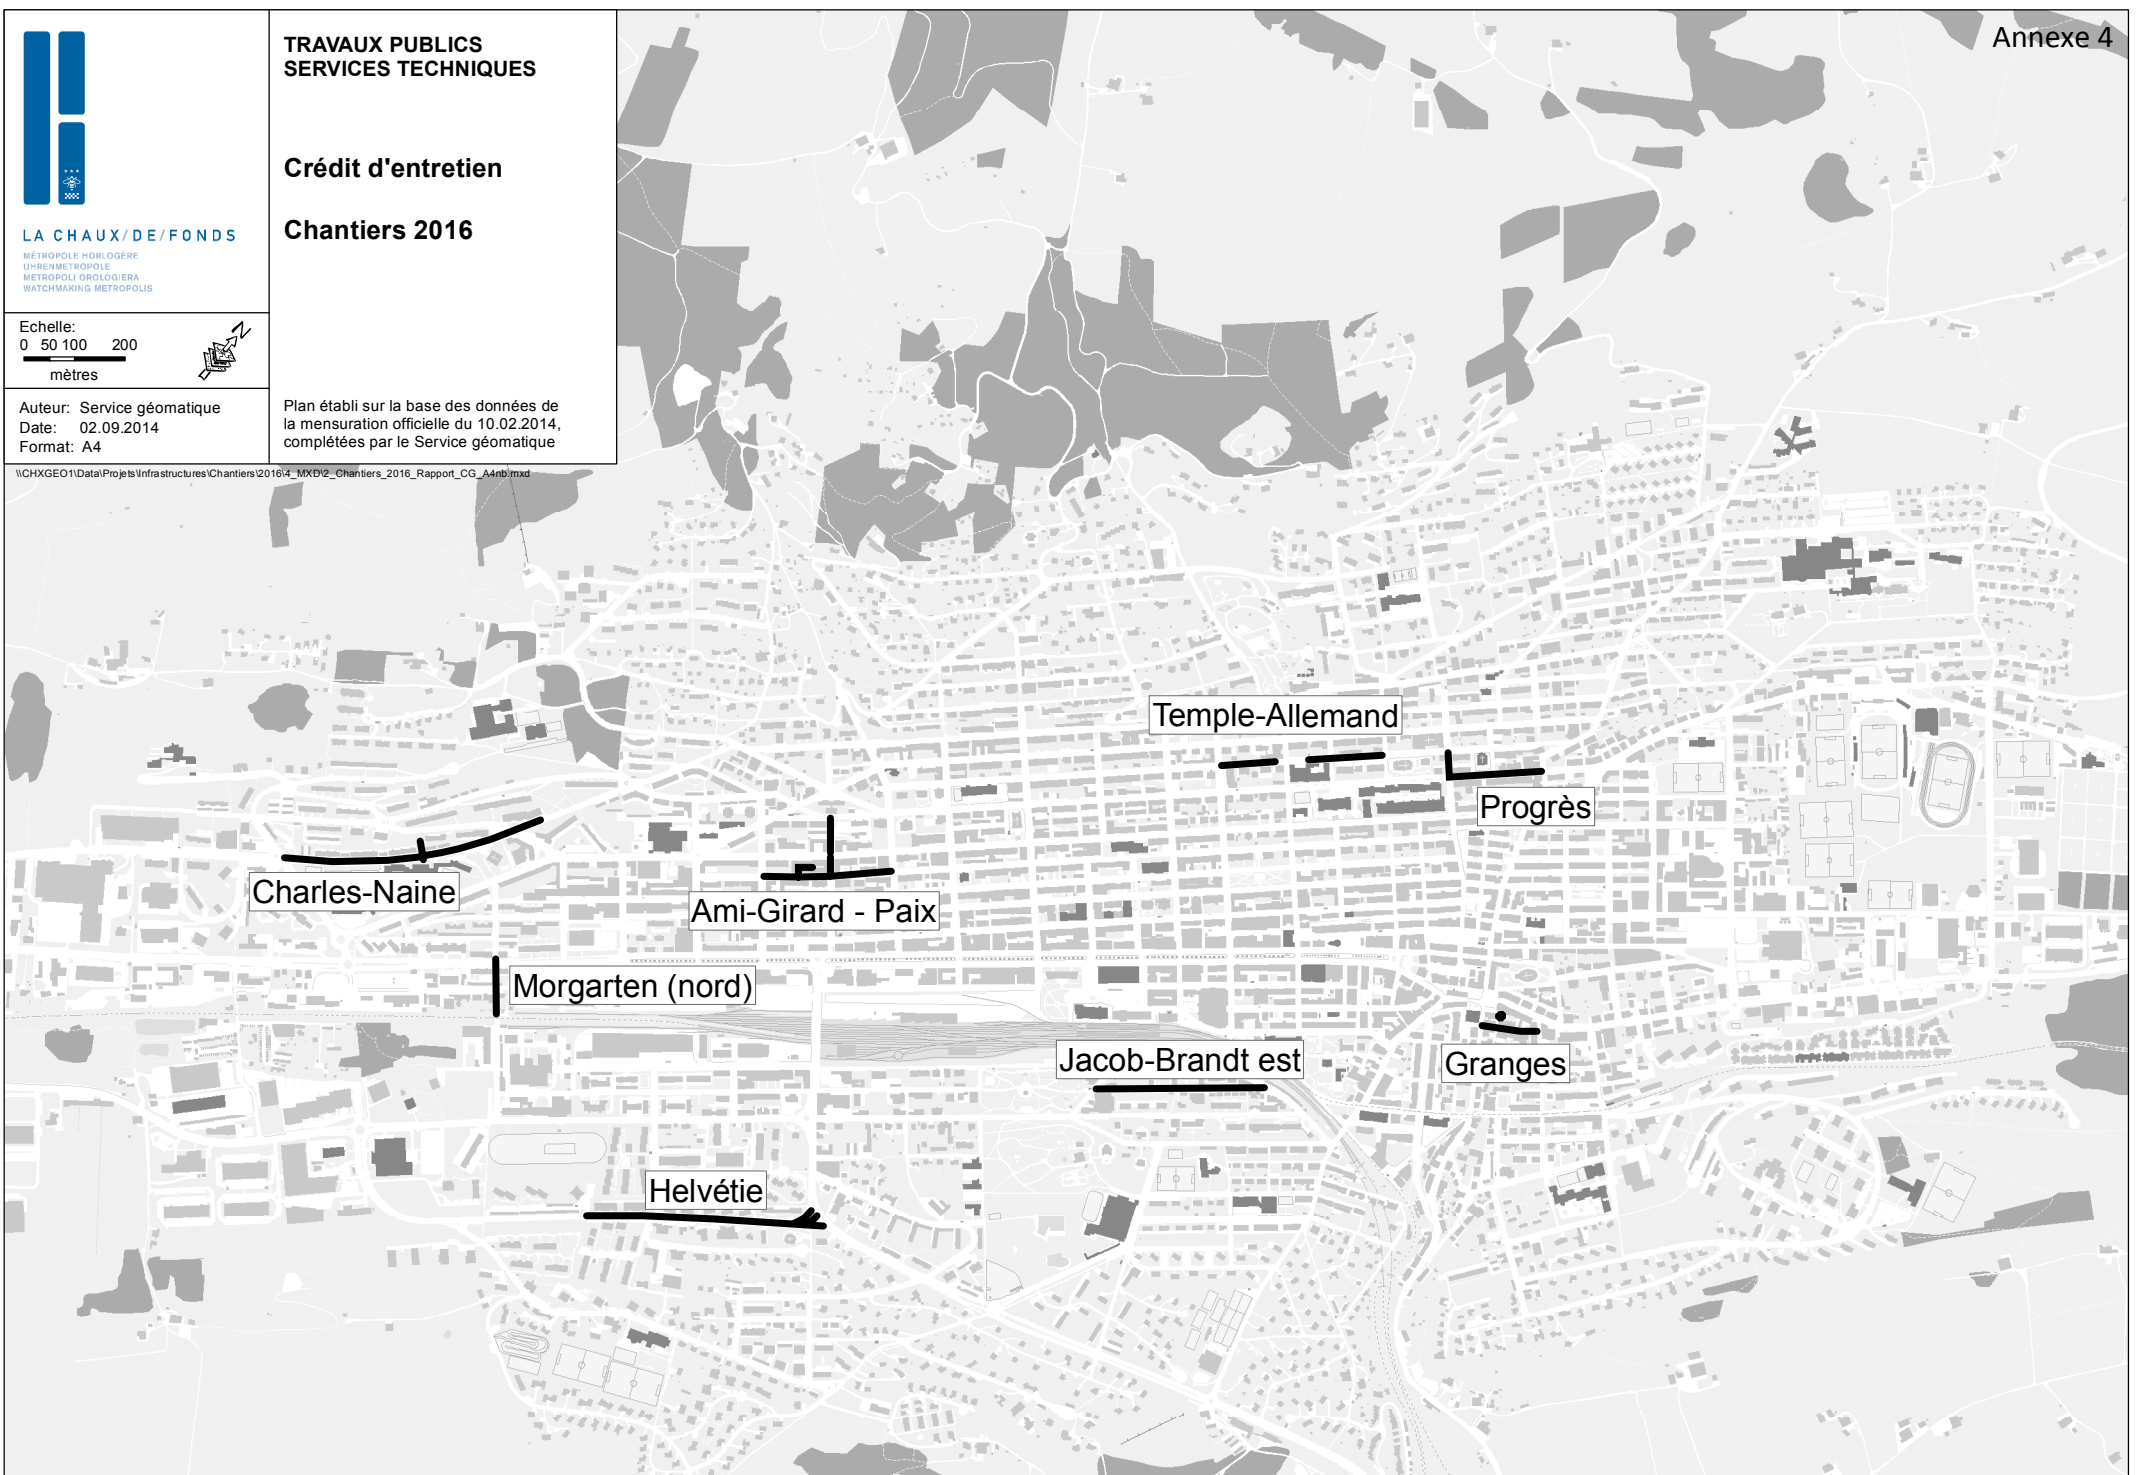 Annexe 4
TRAVAUX PUBLICS
SERVICES TECHNIQUES
Crédit d'entretien
Chantiers 2016
LA CHAUX/DE/FONDS
MÉTROPOLE HORLOGÈRE
UHRENMETROPOLE
METROPOLI OROLOGIERA
WATCHMAKING METROPOLIS
Echelle:
0 50 100 200
mètres
N
Auteur: Service géomatique
Date: 02.09.2014
Format: A4
Plan établi sur la base des données de
la mensuration officielle du 10.02.2014,
complétées par le Service géomatique
\\CHXGEO1\Data\Projets\Infrastructures\Chantiers\2016\4_MXD\2_Chantiers_2016_Rapport_CG_A4nb.mxd
Temple-Allemand
Progrès
Charles-Naine
Ami-Girard - Paix
Morgarten (nord)
Jacob-Brandt est
Granges
Helvétie